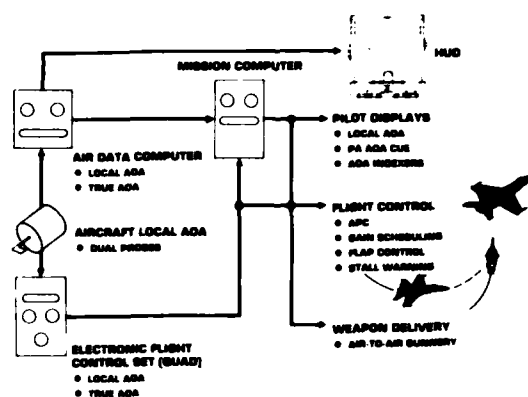 HUD
MISSION COMPUTER
AIR DATA COMPUTER
• LOCAL AOA
• TRUE AOA
PILOT DISPLAYS
• LOCAL AOA
• PA AOA CUE
• AOA INDEXERS
AIRCRAFT LOCAL AOA
• DUAL PROBES
FLIGHT CONTROL
• APC
• GAIN SCHEDULING
• FLAP CONTROL
• STALL WARNING
ELECTRONIC FLIGHT
CONTROL SET (QUAD)
• LOCAL AOA
• TRUE AOA
WEAPON DELIVERY
• AIR-TO-AIR GUNNERY